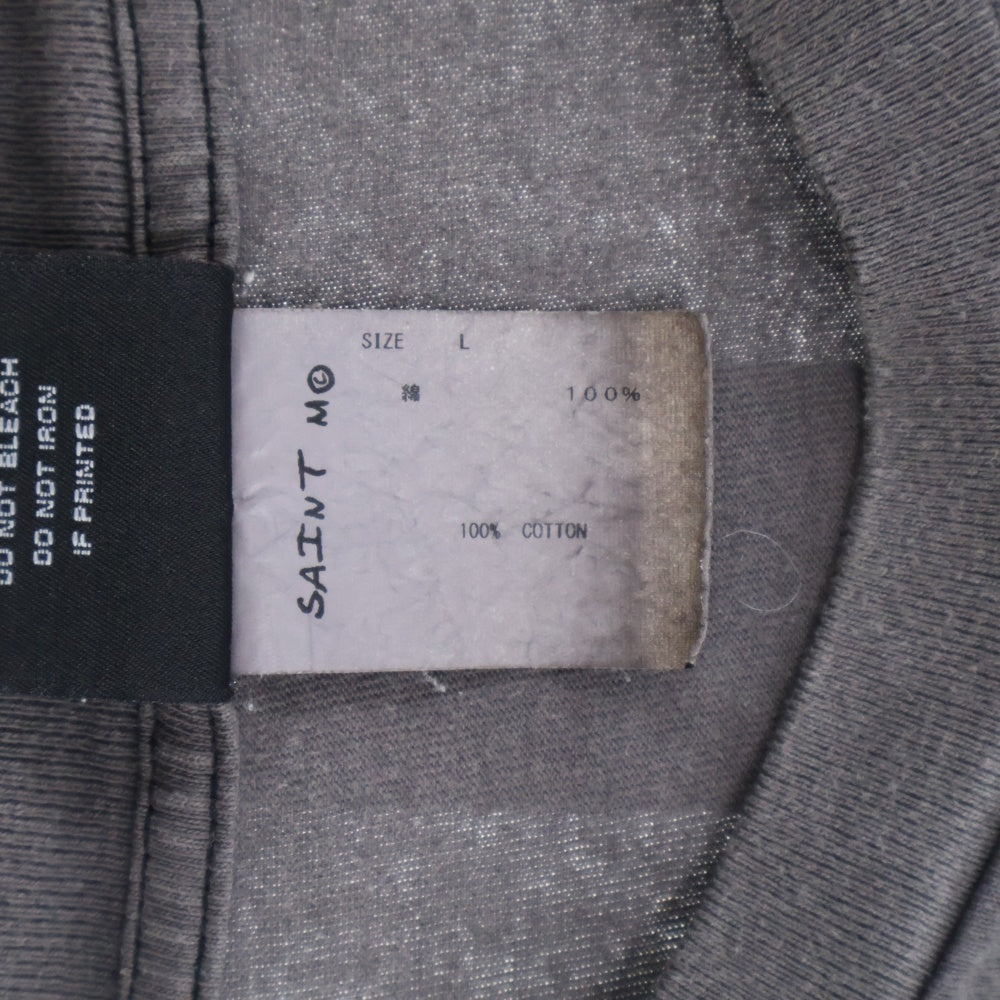 DO NOT BLEACH
DO NOT IRON
IF PRINTED
SAINT M©
SIZE L
綿 100%
100% COTTON